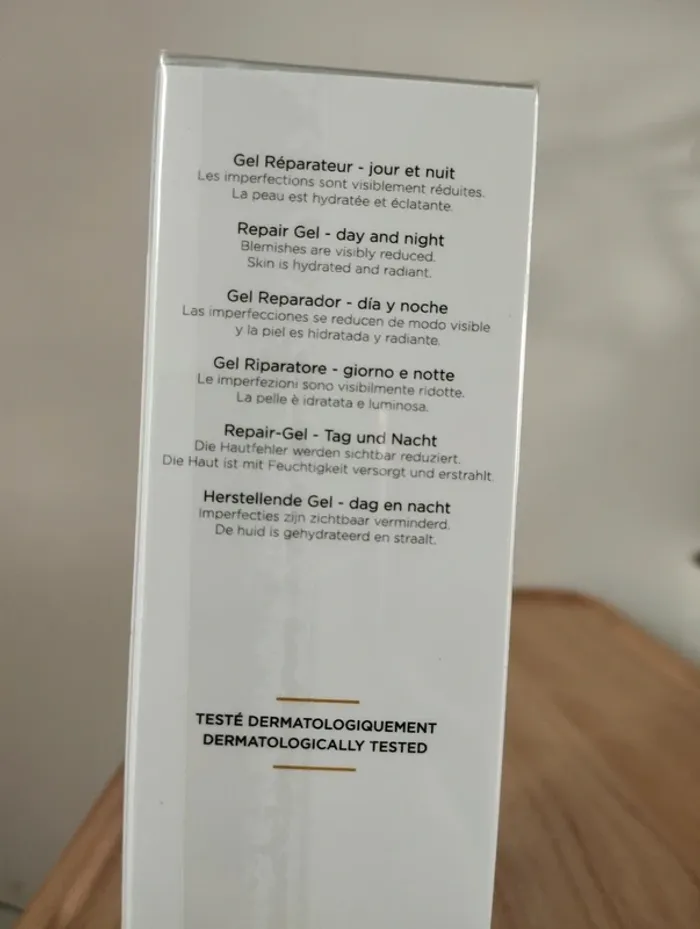 Gel Réparateur - jour et nuit
Les imperfections sont visiblement réduites.
La peau est hydratée et éclatante.
Repair Gel - day and night
Blemishes are visibly reduced.
Skin is hydrated and radiant.
Gel Reparador - día y noche
Las imperfecciones se reducen de modo visible
y la piel es hidratada y radiante.
Gel Riparatore - giorno e notte
Le imperfezioni sono visibilmente ridotte.
La pelle è idratata e luminosa.
Repair-Gel - Tag und Nacht
Die Hautfehler werden sichtbar reduziert.
Die Haut ist mit Feuchtigkeit versorgt und erstrahlt.
Herstellende Gel - dag en nacht
Imperfecties zijn zichtbaar verminderd.
De huid is gehydrateerd en straalt.
TESTÉ DERMATOLOGIQUEMENT
DERMATOLOGICALLY TESTED